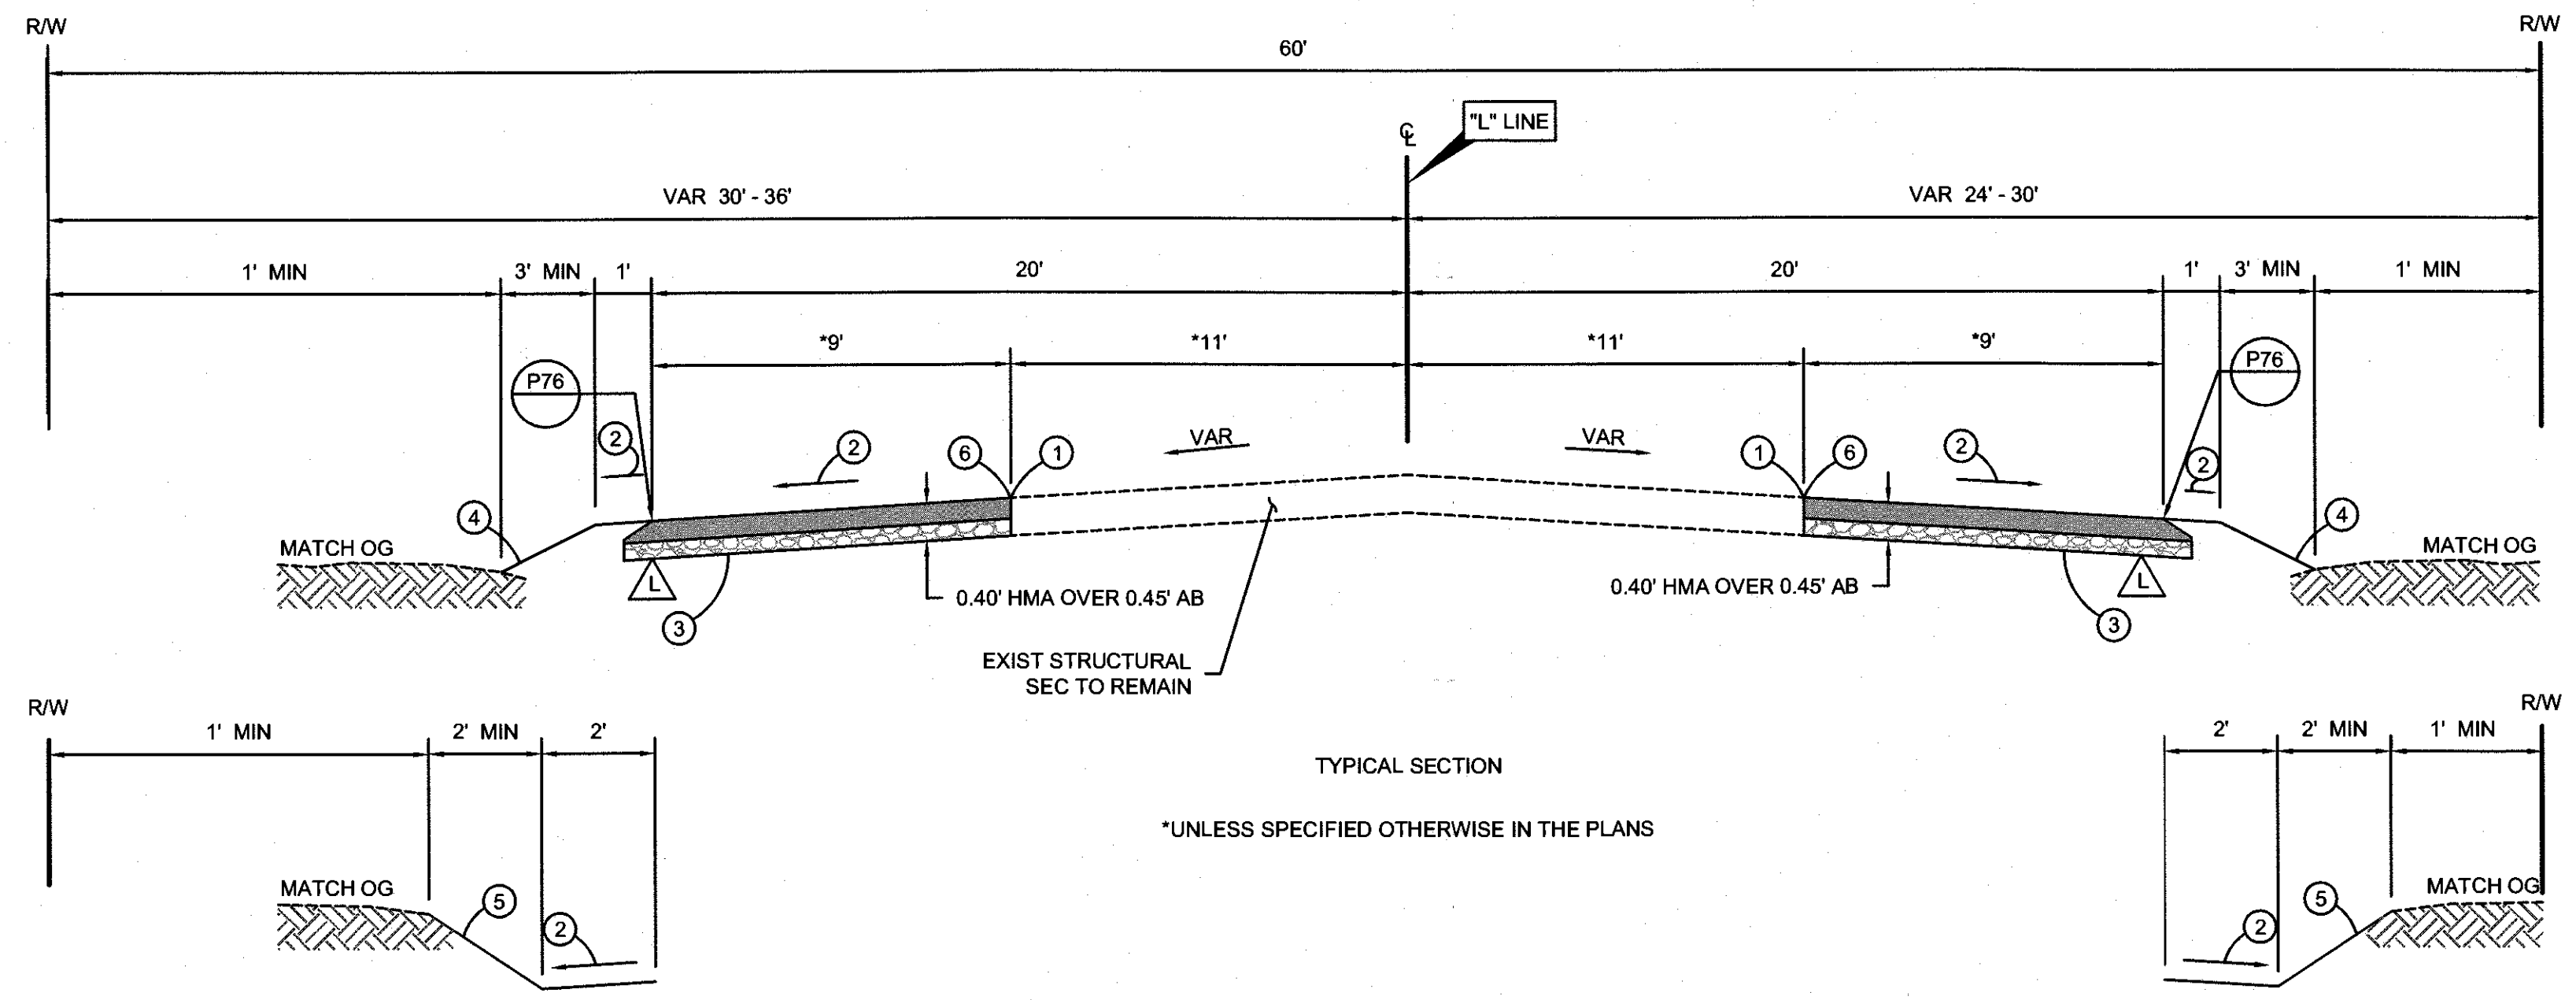 R/W
R/W
60'
℄
"L" LINE
VAR 30' - 36'
VAR 24' - 30'
1' MIN
3' MIN
1'
20'
20'
1'
3' MIN
1' MIN
*9'
*11'
*11'
*9'
P76
P76
2
2
6
1
VAR
VAR
1
6
2
2
4
4
MATCH OG
MATCH OG
L
L
0.40' HMA OVER 0.45' AB
0.40' HMA OVER 0.45' AB
3
3
EXIST STRUCTURAL
SEC TO REMAIN
R/W
R/W
1' MIN
2' MIN
2'
2'
2' MIN
1' MIN
TYPICAL SECTION
*UNLESS SPECIFIED OTHERWISE IN THE PLANS
MATCH OG
MATCH OG
5
2
2
5